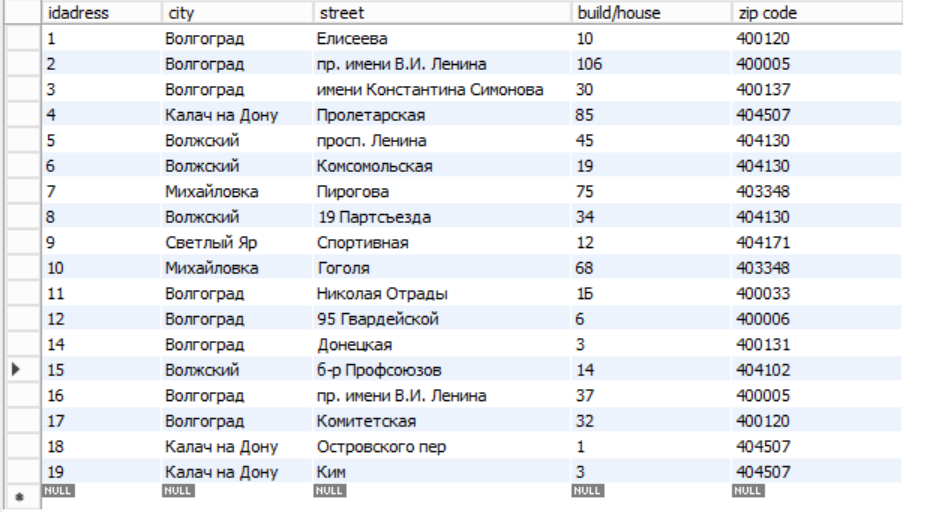 idadress city street build/house zip code
1 Волгоград Елисеева 10 400120
2 Волгоград пр. имени В.И. Ленина 106 400005
3 Волгоград имени Константина Симонова 30 400137
4 Калач на Дону Пролетарская 85 404507
5 Волжский просп. Ленина 45 404130
6 Волжский Комсомольская 19 404130
7 Михайловка Пирогова 75 403348
8 Волжский 19 Партсъезда 34 404130
9 Светлый Яр Спортивная 12 404171
10 Михайловка Гоголя 68 403348
11 Волгоград Николая Отрады 1Б 400033
12 Волгоград 95 Гвардейской 6 400006
14 Волгоград Донецкая 3 400131
15 Волжский б-р Профсоюзов 14 404102
16 Волгоград пр. имени В.И. Ленина 37 400005
17 Волгоград Комитетская 32 400120
18 Калач на Дону Островского пер 1 404507
19 Калач на Дону Ким 3 404507
NULL NULL NULL NULL NULL